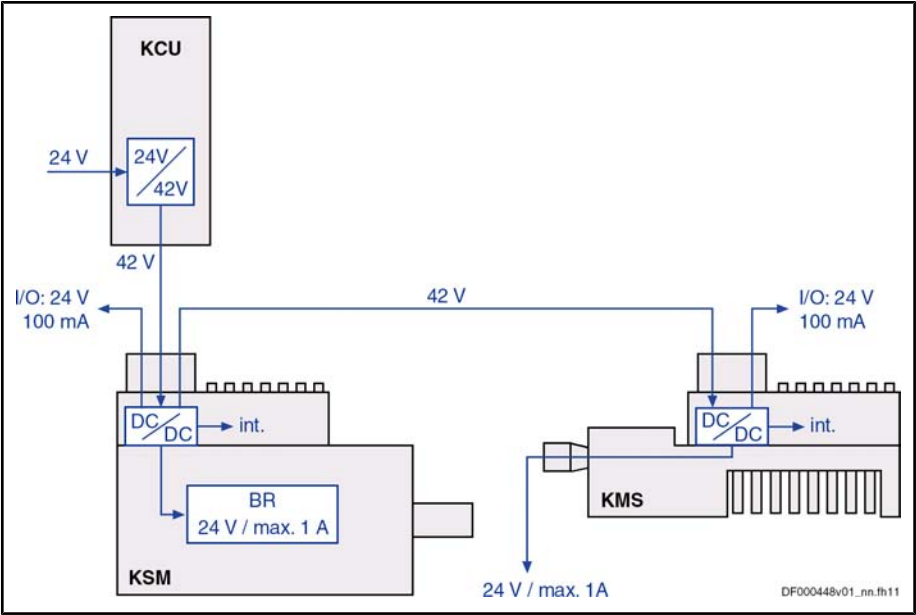 KCU
24 V
24V
42V
42 V
I/O: 24 V
100 mA
42 V
I/O: 24 V
100 mA
DC
DC
int.
DC
DC
int.
BR
24 V / max. 1 A
KMS
KSM
24 V / max. 1A
DF000448v01_nn.fh11